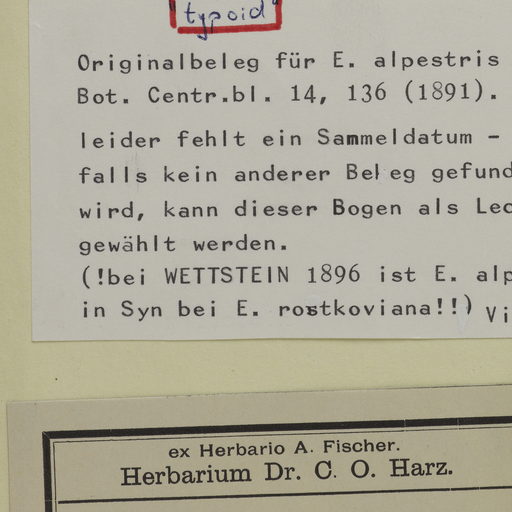 typoid
Originalbeleg für E. alpestris
Bot. Centr.bl. 14, 136 (1891).
leider fehlt ein Sammeldatum -
falls kein anderer Beleg gefund
wird, kann dieser Bogen als Lec
gewählt werden.
(!bei WETTSTEIN 1896 ist E. alp
in Syn bei E. rostkoviana!!) Vi
ex Herbario A. Fischer.
Herbarium Dr. C. O. Harz.